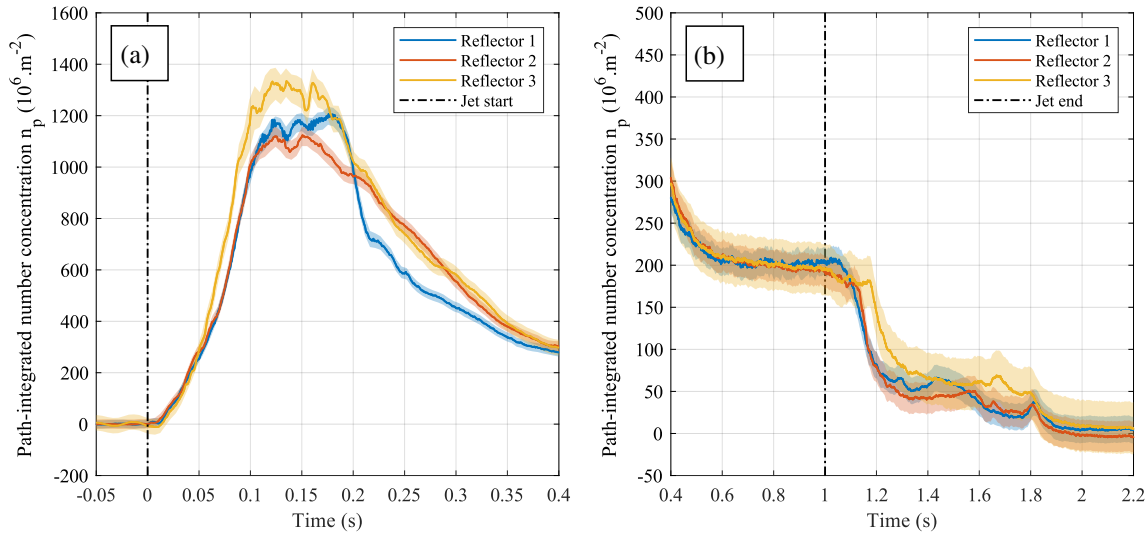 Path-integrated number concentration n_p (10^6.m^-2)
1600
1400
1200
1000
800
600
400
200
0
-200
(a)
Reflector 1
Reflector 2
Reflector 3
Jet start
-0.05 0 0.05 0.1 0.15 0.2 0.25 0.3 0.35 0.4
Time (s)
Path-integrated number concentration n_p (10^6.m^-2)
500
450
400
350
300
250
200
150
100
50
0
-50
(b)
Reflector 1
Reflector 2
Reflector 3
Jet end
0.4 0.6 0.8 1 1.2 1.4 1.6 1.8 2 2.2
Time (s)